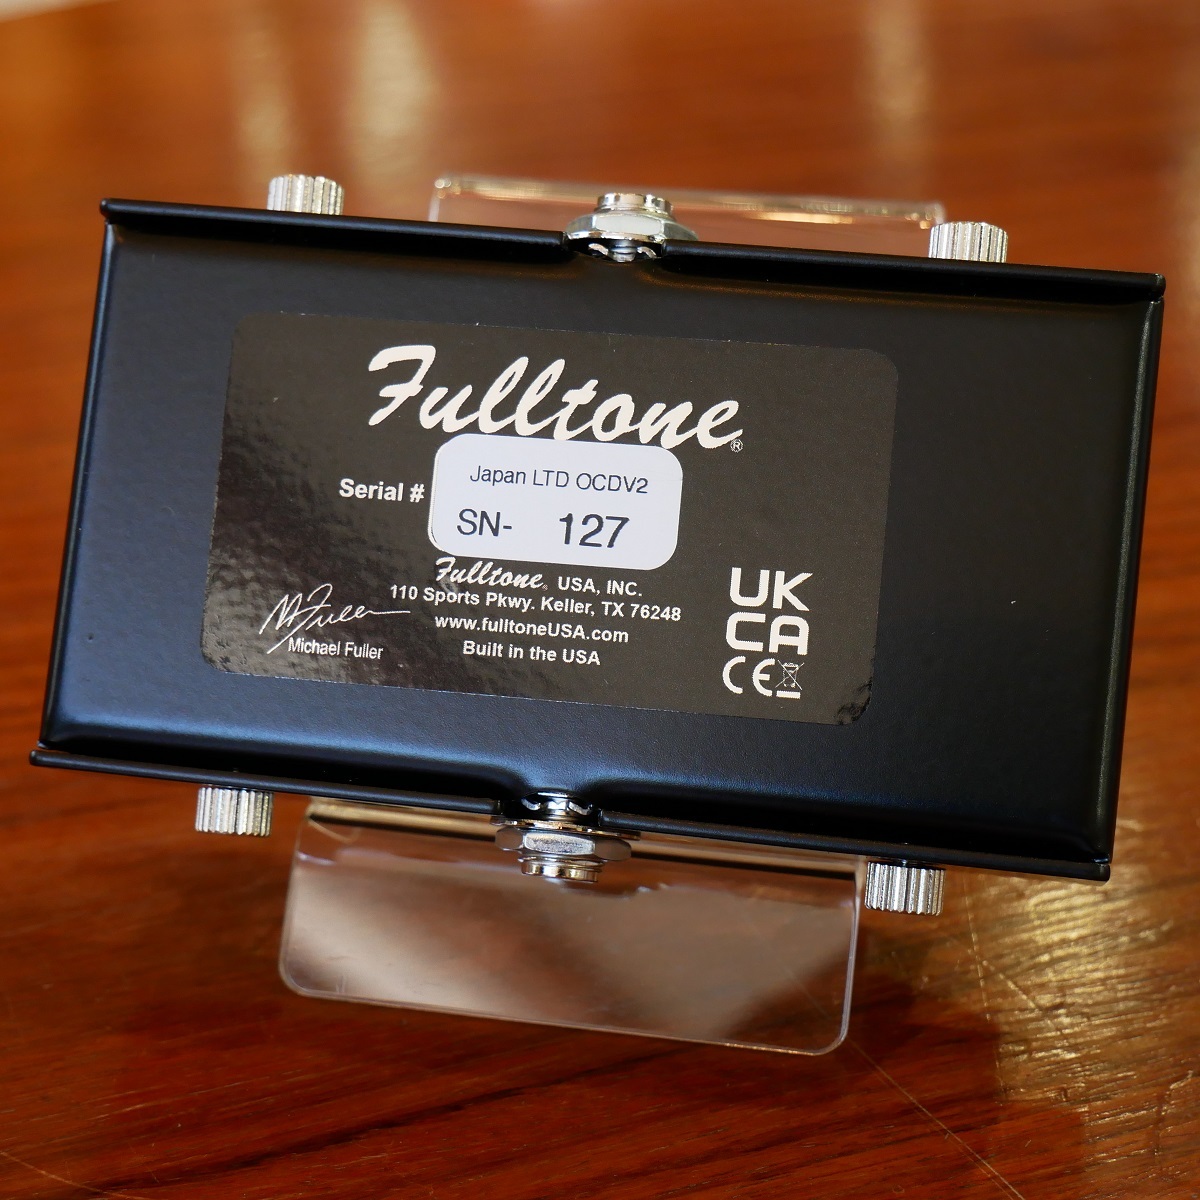 Fulltone®
Serial #
Japan LTD OCDV2
SN- 127
Fulltone® USA, INC.
110 Sports Pkwy. Keller, TX 76248
www.fulltoneUSA.com
Built in the USA
M Fuller
Michael Fuller
UK
CA
CE